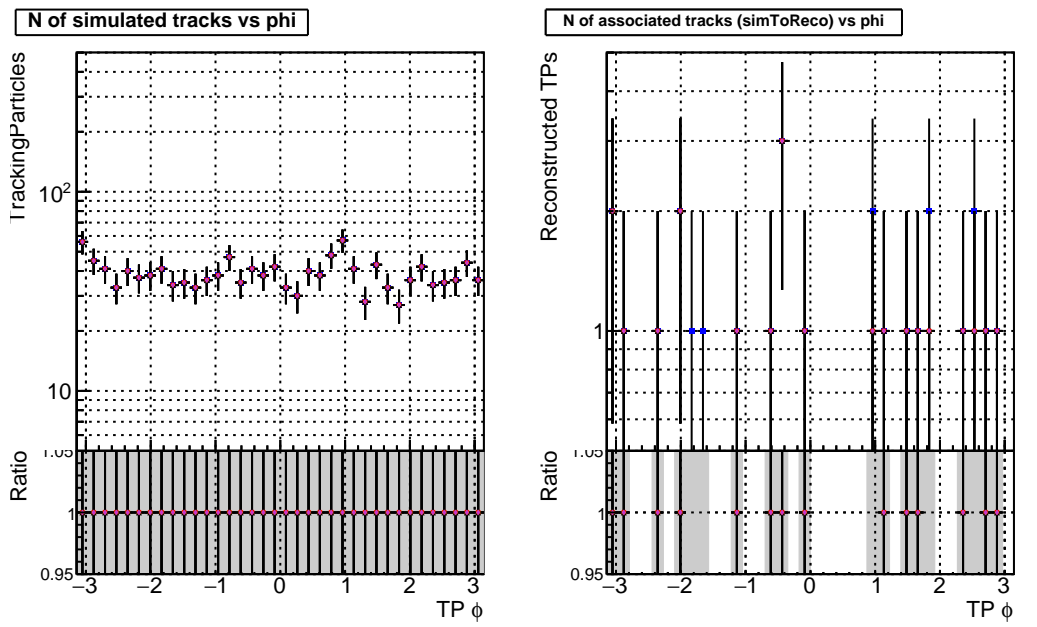 N of simulated tracks vs phi
TrackingParticles
10²
10
Ratio
1.05
1
0.95
−3 −2 −1 0 1 2 3
TP ϕ
N of associated tracks (simToReco) vs phi
Reconstructed TPs
1
Ratio
1.05
1
0.95
−3 −2 −1 0 1 2 3
TP ϕ